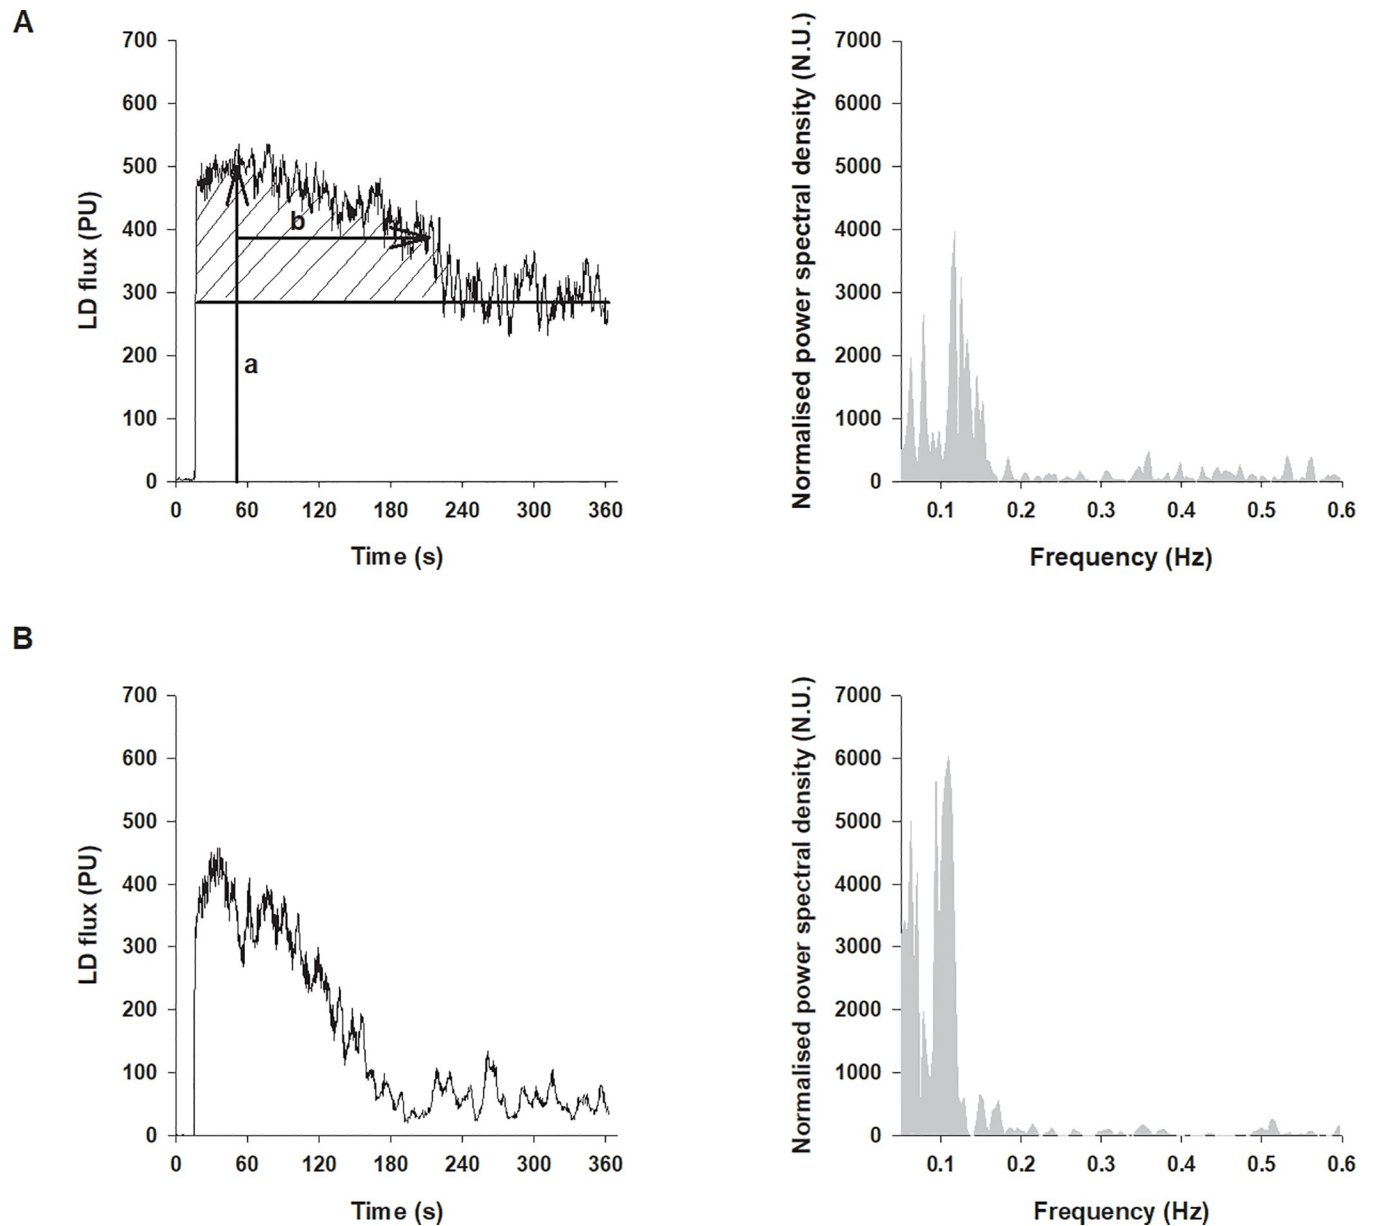 A
LD flux (PU)
700
600
500
400
300
200
100
0
b
a
0 60 120 180 240 300 360
Time (s)
Normalised power spectral density (N.U.)
7000
6000
5000
4000
3000
2000
1000
0
0.1 0.2 0.3 0.4 0.5 0.6
Frequency (Hz)
B
LD flux (PU)
700
600
500
400
300
200
100
0
0 60 120 180 240 300 360
Time (s)
Normalised power spectral density (N.U.)
7000
6000
5000
4000
3000
2000
1000
0
0.1 0.2 0.3 0.4 0.5 0.6
Frequency (Hz)